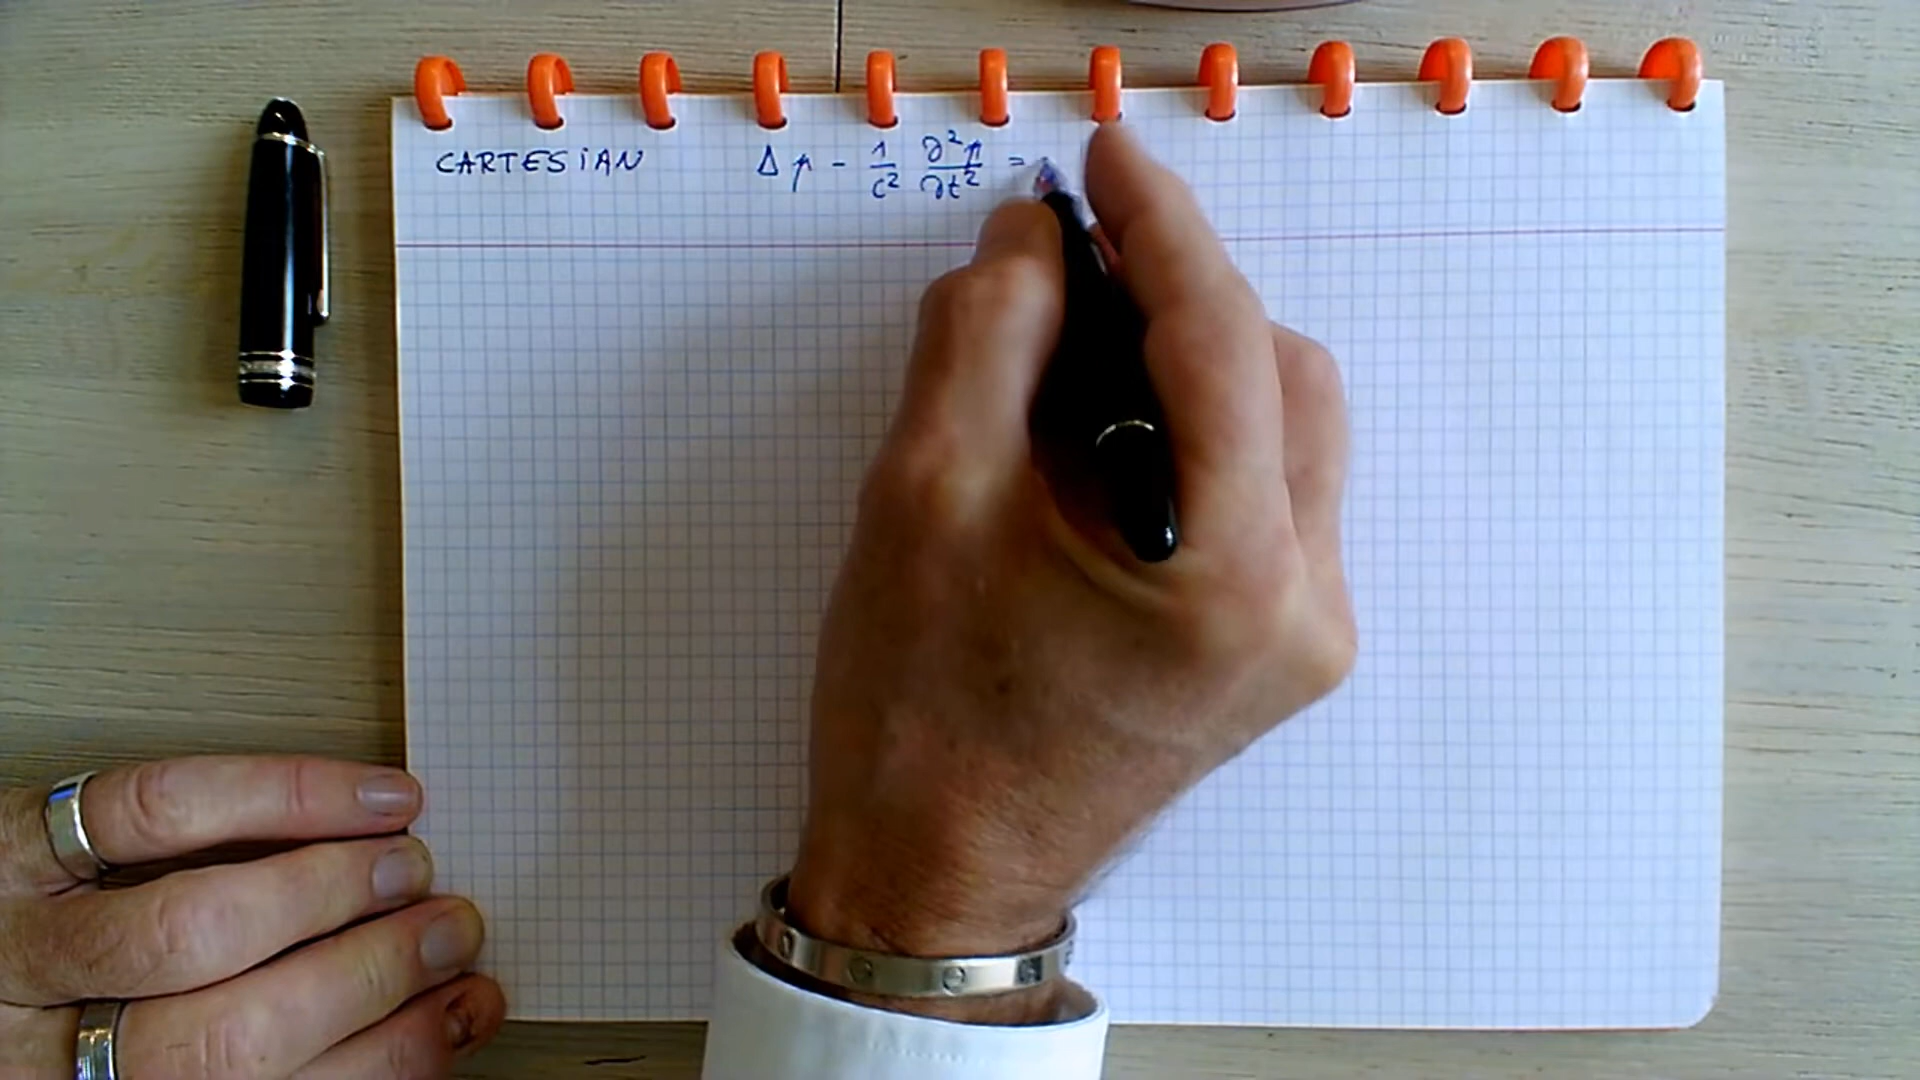 CARTESIAN Δp - 1/c² ∂²p/∂t² =